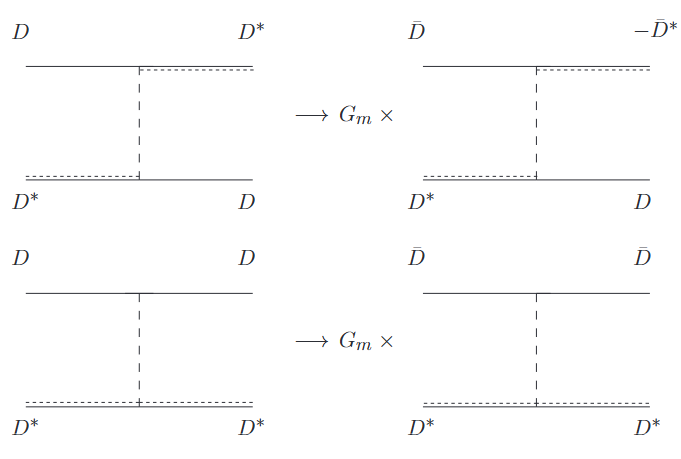 D D* D̄ −D̄*
⟶ G_m ×
D* D D* D
D D D̄ D̄
⟶ G_m ×
D* D* D* D*